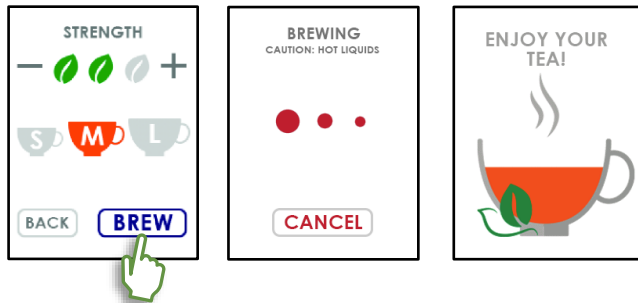 STRENGTH
− +
S M L
BACK BREW
BREWING
CAUTION: HOT LIQUIDS
CANCEL
ENJOY YOUR
TEA!